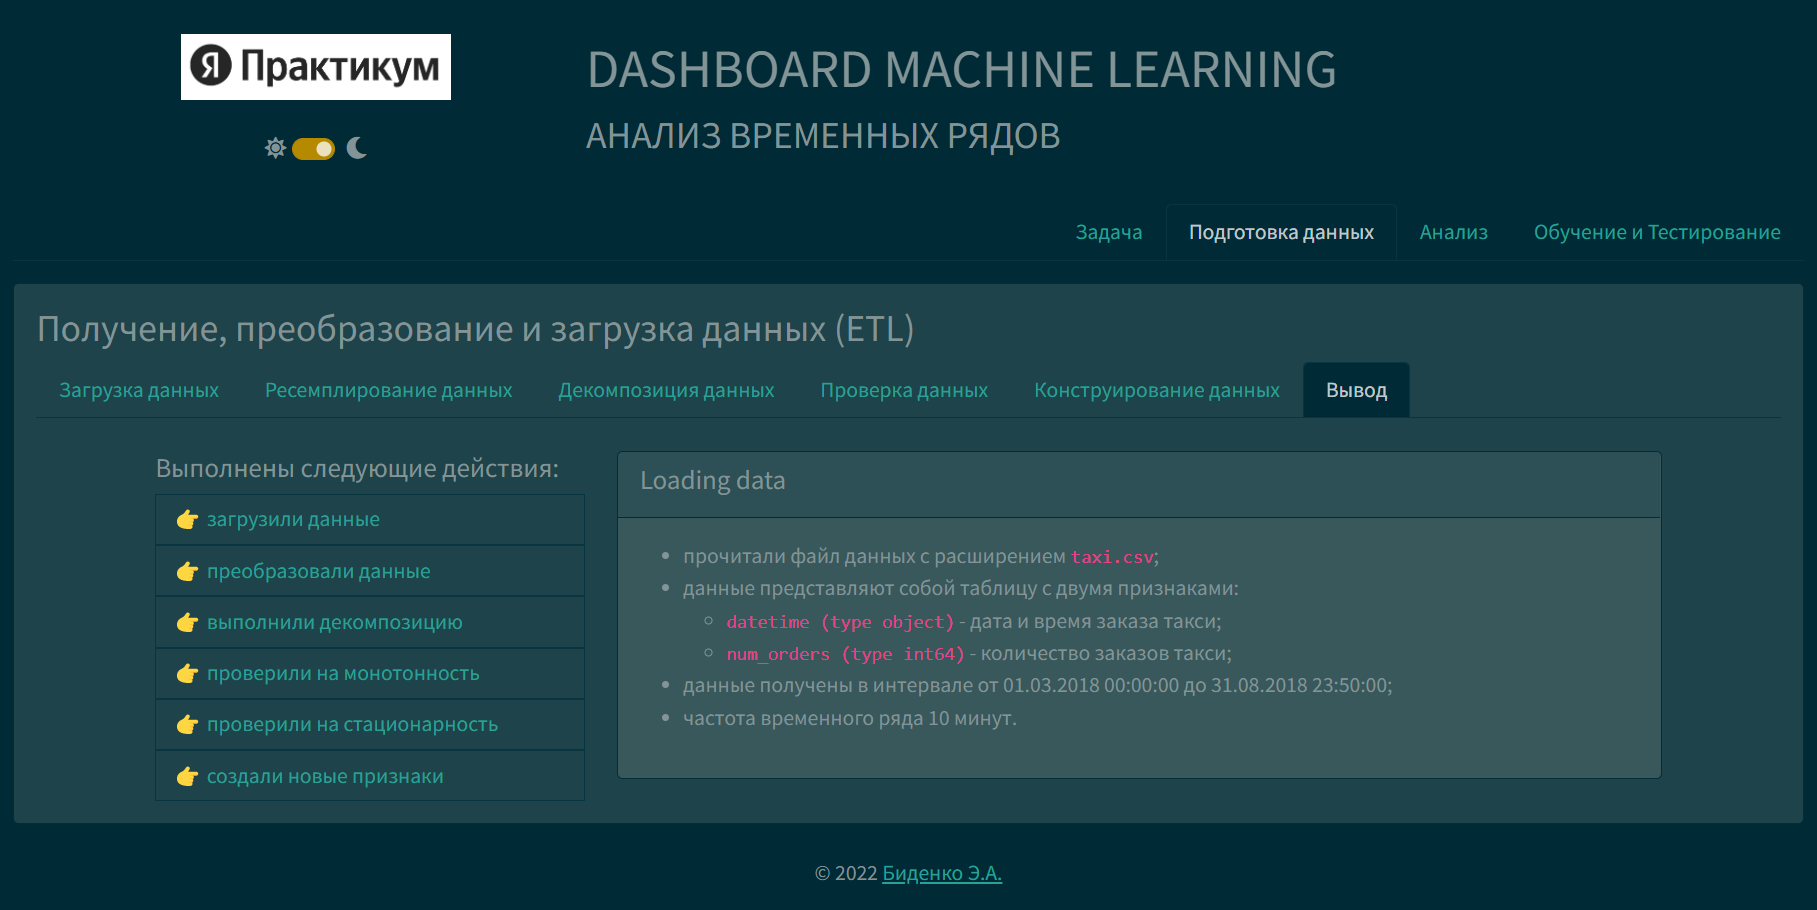 Я Практикум
DASHBOARD MACHINE LEARNING
АНАЛИЗ ВРЕМЕННЫХ РЯДОВ
Задача
Подготовка данных
Анализ
Обучение и Тестирование
Получение, преобразование и загрузка данных (ETL)
Загрузка данных
Ресемплирование данных
Декомпозиция данных
Проверка данных
Конструирование данных
Вывод
Выполнены следующие действия:
👉 загрузили данные
👉 преобразовали данные
👉 выполнили декомпозицию
👉 проверили на монотонность
👉 проверили на стационарность
👉 создали новые признаки
Loading data
• прочитали файл данных с расширением taxi.csv;
• данные представляют собой таблицу с двумя признаками:
◦ datetime (type object) - дата и время заказа такси;
◦ num_orders (type int64) - количество заказов такси;
• данные получены в интервале от 01.03.2018 00:00:00 до 31.08.2018 23:50:00;
• частота временного ряда 10 минут.
© 2022 Биденко Э.А.